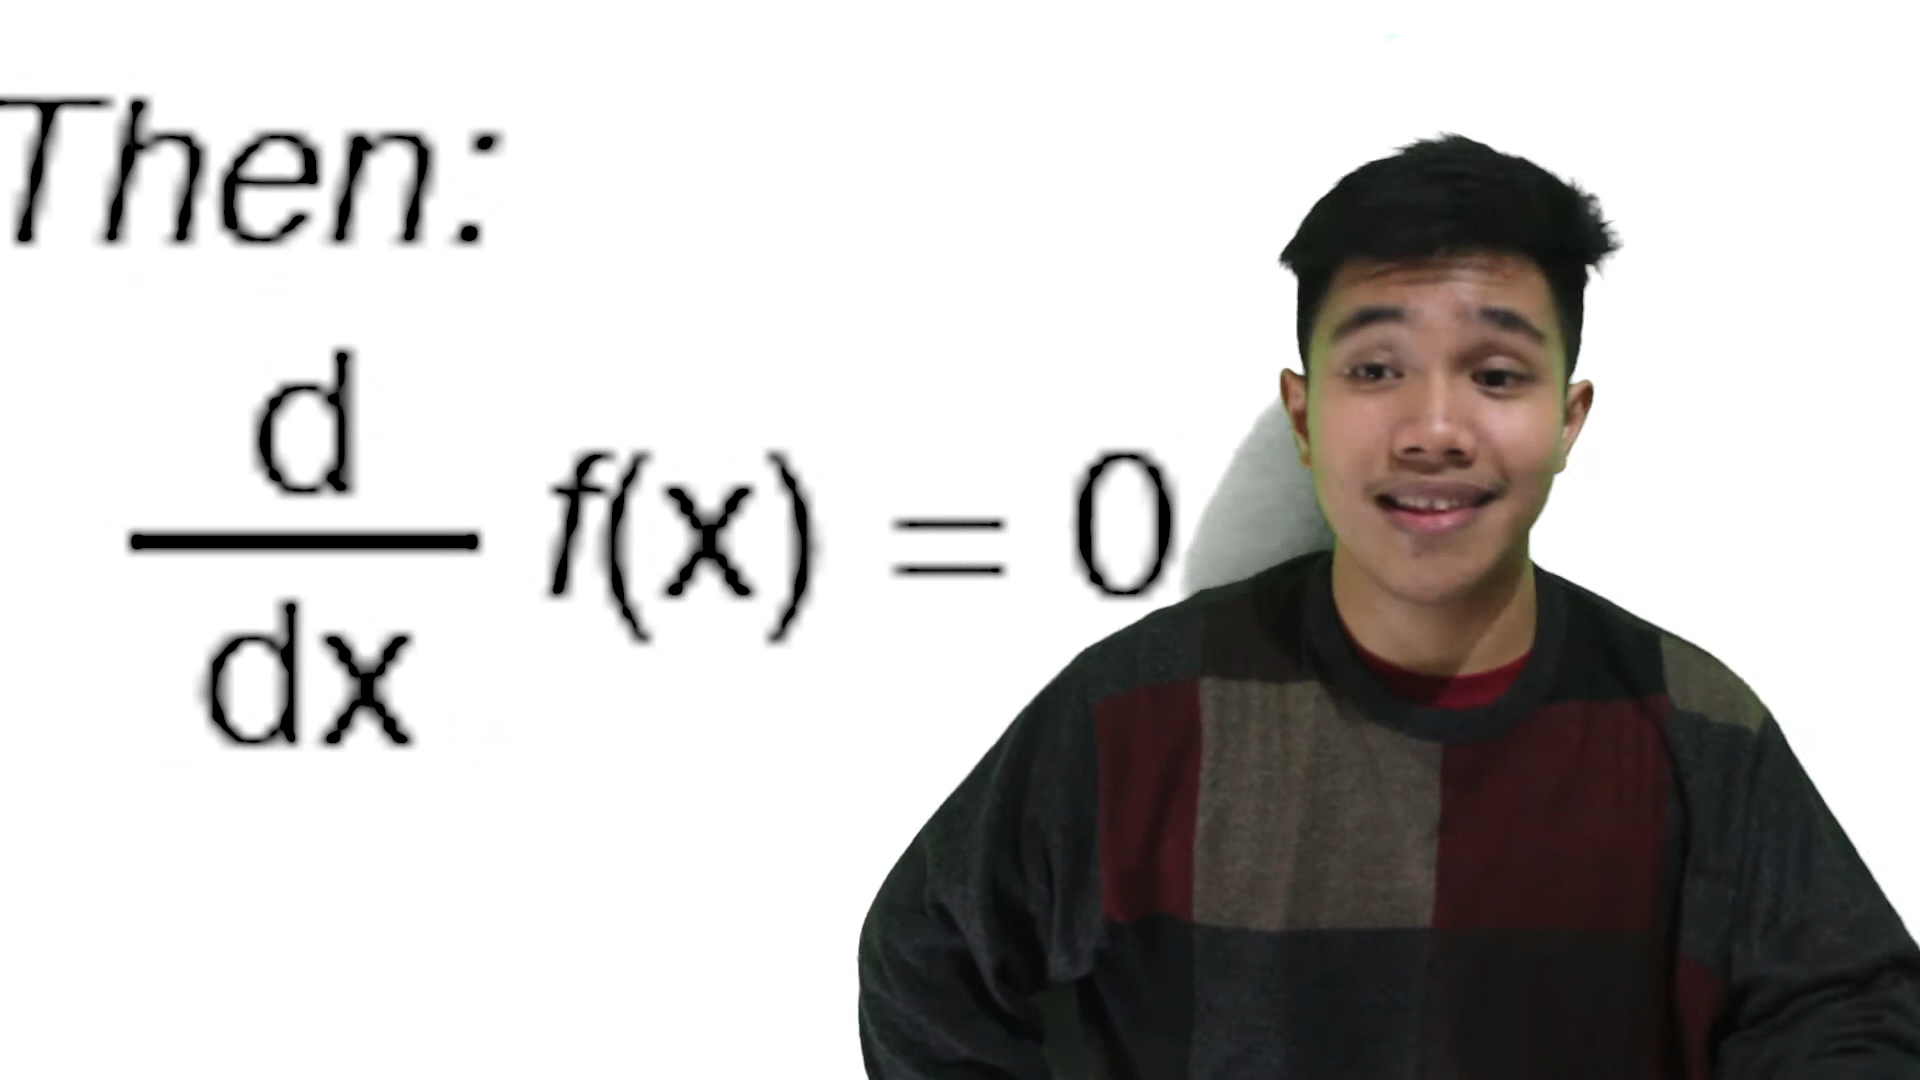 Then:
d
dx f(x) = 0